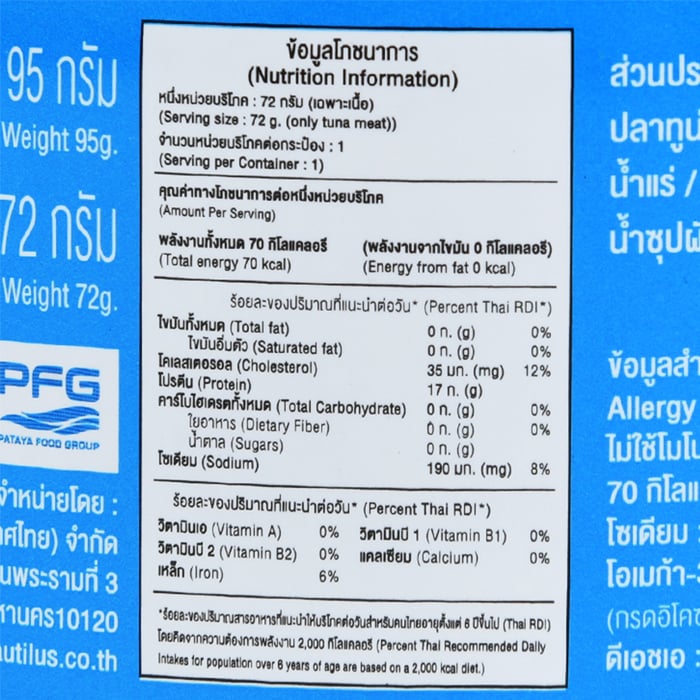 95 กรัม
Weight 95g.
72 กรัม
Weight 72g.
PFG
PATAYA FOOD GROUP
จำหน่ายโดย :
จำกัด
พระรามที่ 3
10120
.co.th
ข้อมูลโภชนาการ
(Nutrition Information)
หนึ่งหน่วยบริโภค : 72 กรัม (เฉพาะเนื้อ)
(Serving size : 72 g. (only tuna meat))
จำนวนหน่วยบริโภคต่อกระป๋อง : 1
(Serving per Container : 1)
คุณค่าทางโภชนาการต่อหนึ่งหน่วยบริโภค
(Amount Per Serving)
พลังงานทั้งหมด 70 กิโลแคลอรี (พลังงานจากไขมัน 0 กิโลแคลอรี)
(Total energy 70 kcal) (Energy from fat 0 kcal)
ร้อยละของปริมาณที่แนะนำต่อวัน* (Percent Thai RDI*)
ไขมันทั้งหมด (Total fat) 0 ก. (g) 0%
ไขมันอิ่มตัว (Saturated fat) 0 ก. (g) 0%
โคเลสเตอรอล (Cholesterol) 35 มก. (mg) 12%
โปรตีน (Protein) 17 ก. (g)
คาร์โบไฮเดรตทั้งหมด (Total Carbohydrate) 0 ก. (g) 0%
ใยอาหาร (Dietary Fiber) 0 ก. (g) 0%
น้ำตาล (Sugars) 0 ก. (g)
โซเดียม (Sodium) 190 มก. (mg) 8%
ร้อยละของปริมาณที่แนะนำต่อวัน* (Percent Thai RDI*)
วิตามินเอ (Vitamin A) 0% วิตามินบี 1 (Vitamin B1) 0%
วิตามินบี 2 (Vitamin B2) 0% แคลเซียม (Calcium) 0%
เหล็ก (Iron) 6%
*ร้อยละของปริมาณสารอาหารที่แนะนำให้บริโภคต่อวันสำหรับคนไทยอายุตั้งแต่ 6 ปีขึ้นไป (Thai RDI)
โดยคิดจากความต้องการพลังงาน 2,000 กิโลแคลอรี (Percent Thai Recommended Daily
Intakes for population over 6 years of age are based on a 2,000 kcal diet.)
ส่วนประ
ปลาทูน
น้ำแร่ /
น้ำซุปผั
ข้อมูลสำ
Allergy
ไม่ใช้โมโน
70 กิโลแ
โซเดียม :
โอเมก้า-3
(กรดอิโคซ
ดีเอชเอ :